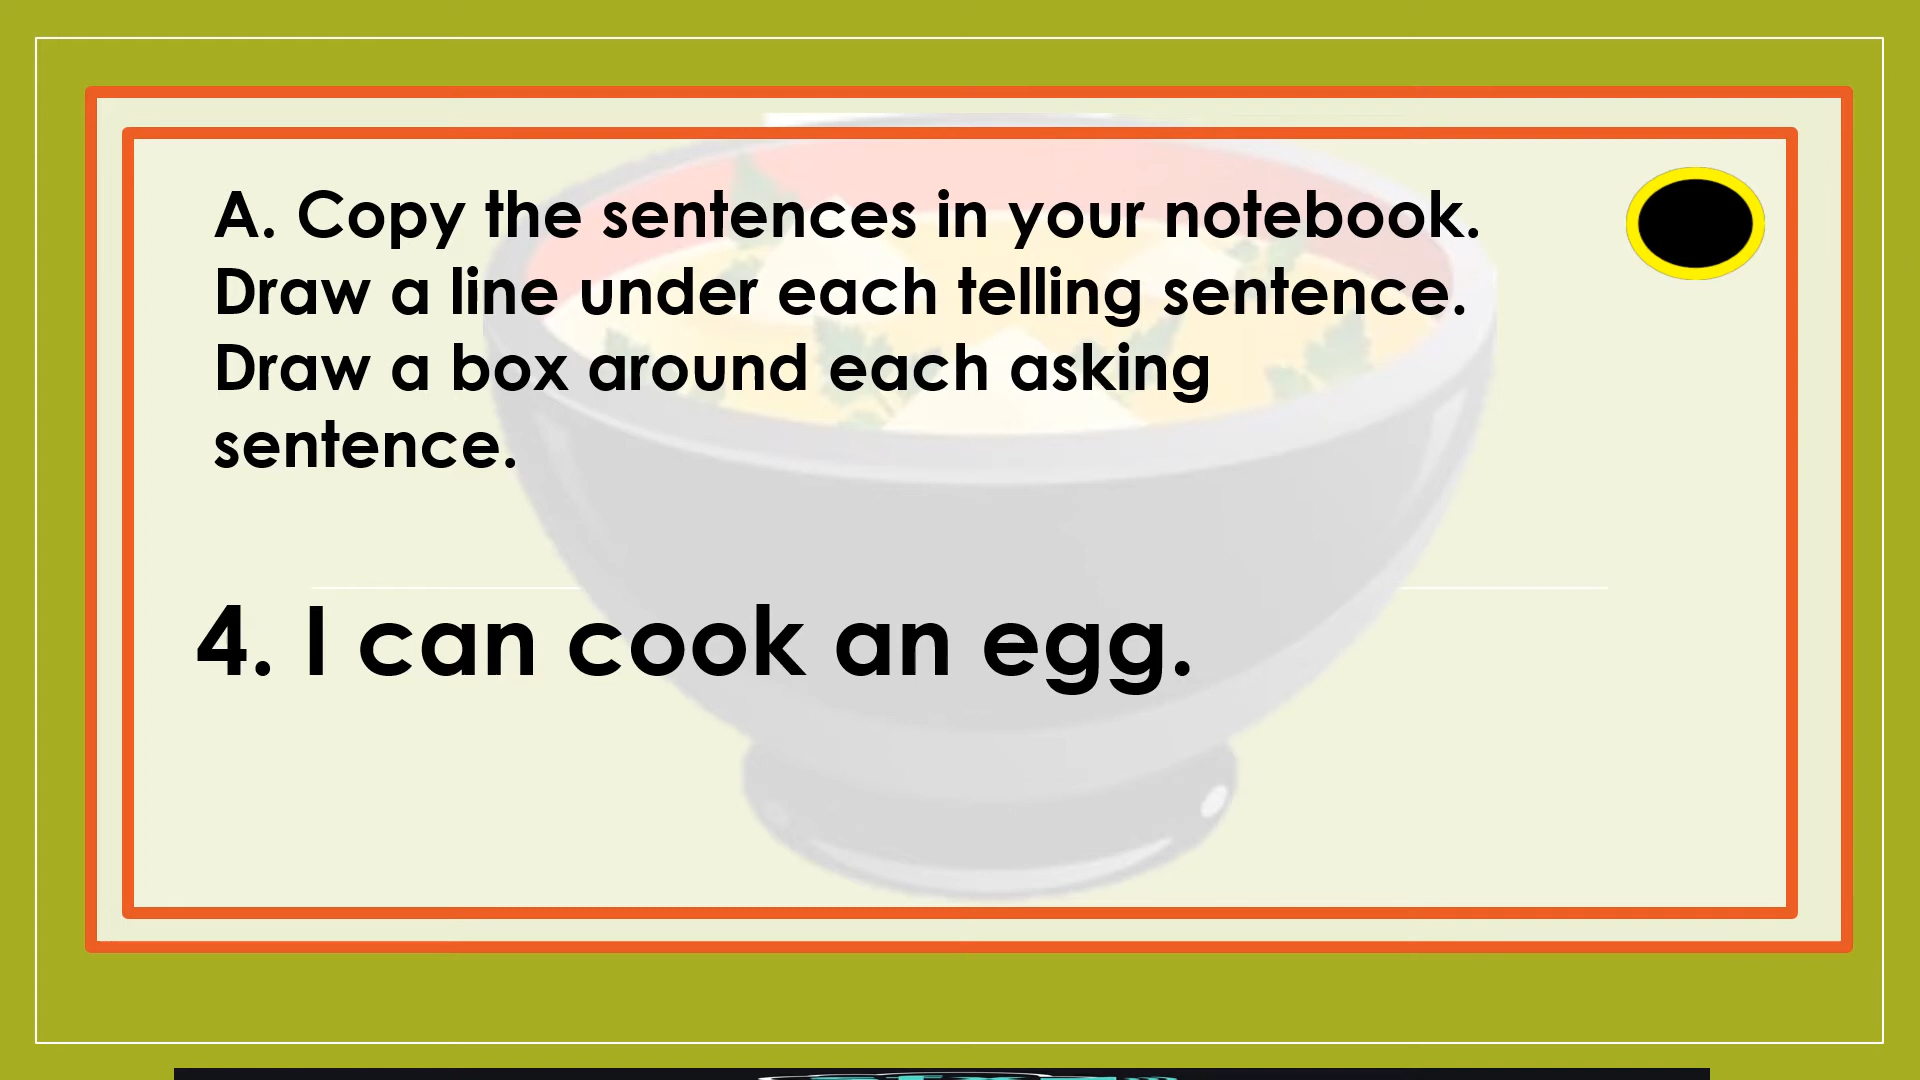 A. Copy the sentences in your notebook.
Draw a line under each telling sentence.
Draw a box around each asking
sentence.
4. I can cook an egg.